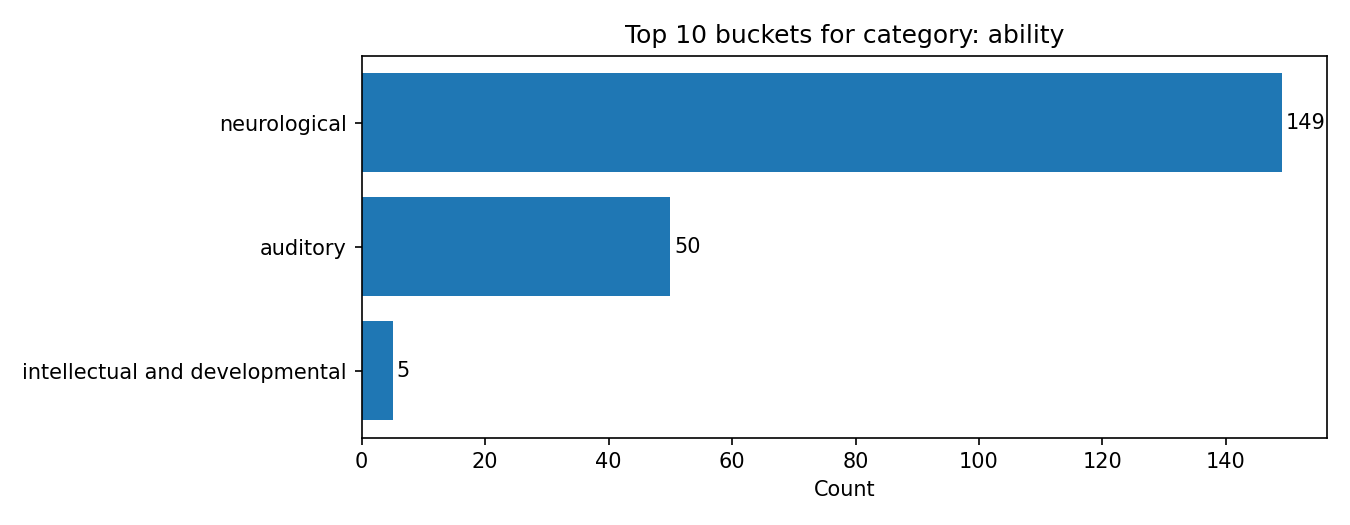 Top 10 buckets for category: ability
neurological
149
auditory
50
intellectual and developmental
5
0 20 40 60 80 100 120 140
Count